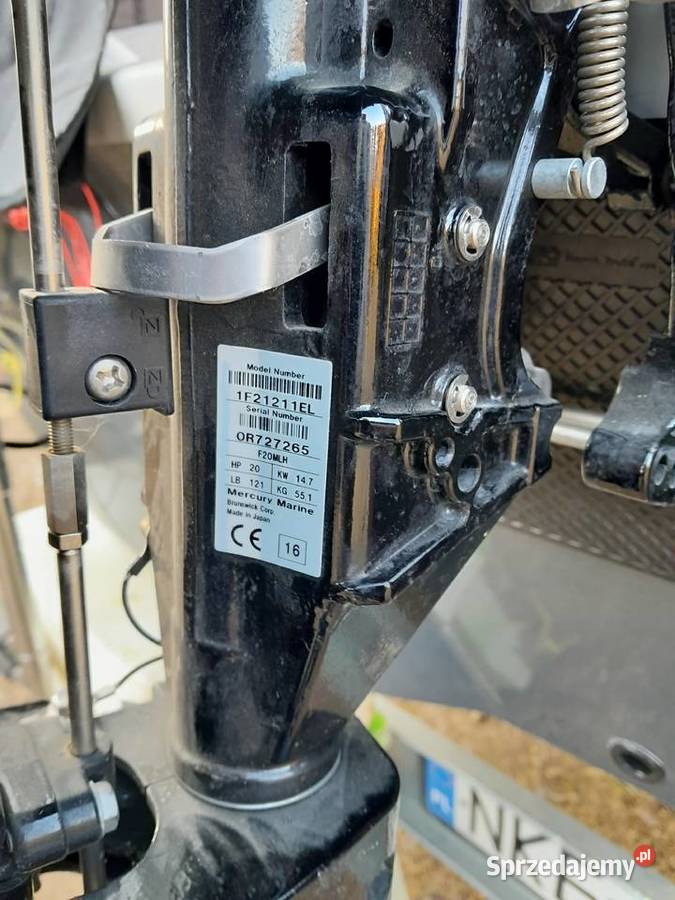 Model Number
1F21211EL
Serial Number
0R727265
F20MLH
HP 20 KW 14.7
LB 121 KG 55.1
Mercury Marine
Brunswick Corp.
Made in Japan
CE 16
N
PL
NKE
Sprzedajemy.pl